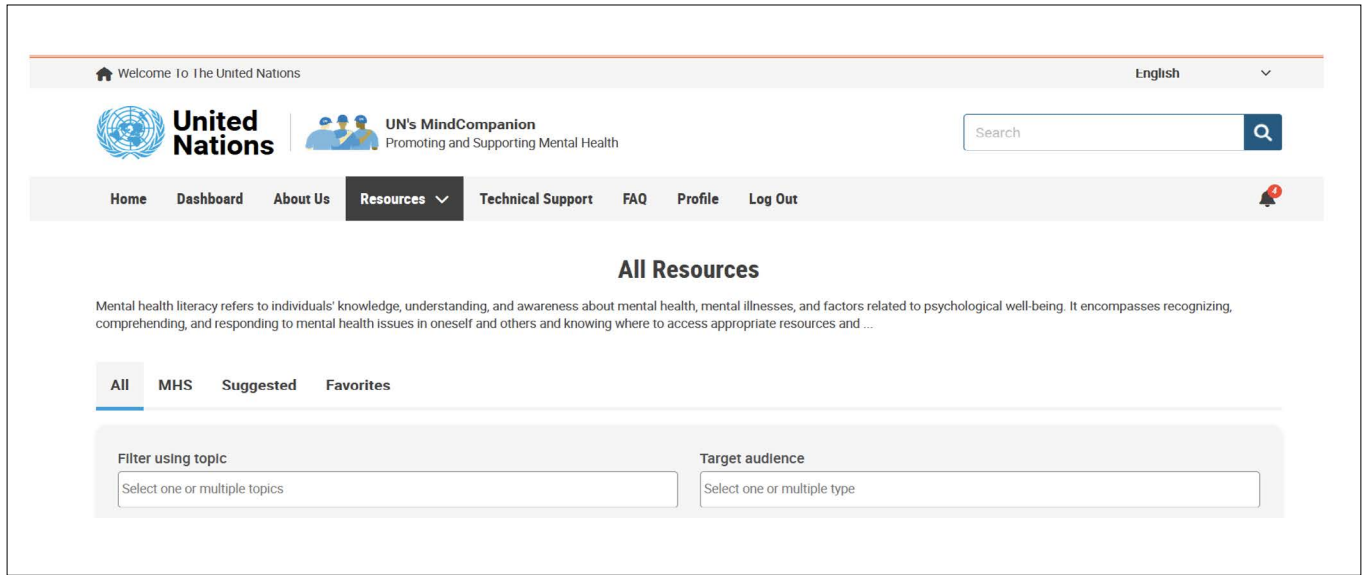 Welcome To The United Nations
English
United
Nations
UN's MindCompanion
Promoting and Supporting Mental Health
Search
Home Dashboard About Us Resources Technical Support FAQ Profile Log Out
4
All Resources
Mental health literacy refers to individuals' knowledge, understanding, and awareness about mental health, mental illnesses, and factors related to psychological well-being. It encompasses recognizing,
comprehending, and responding to mental health issues in oneself and others and knowing where to access appropriate resources and ...
All MHS Suggested Favorites
Filter using topic
Select one or multiple topics
Target audience
Select one or multiple type